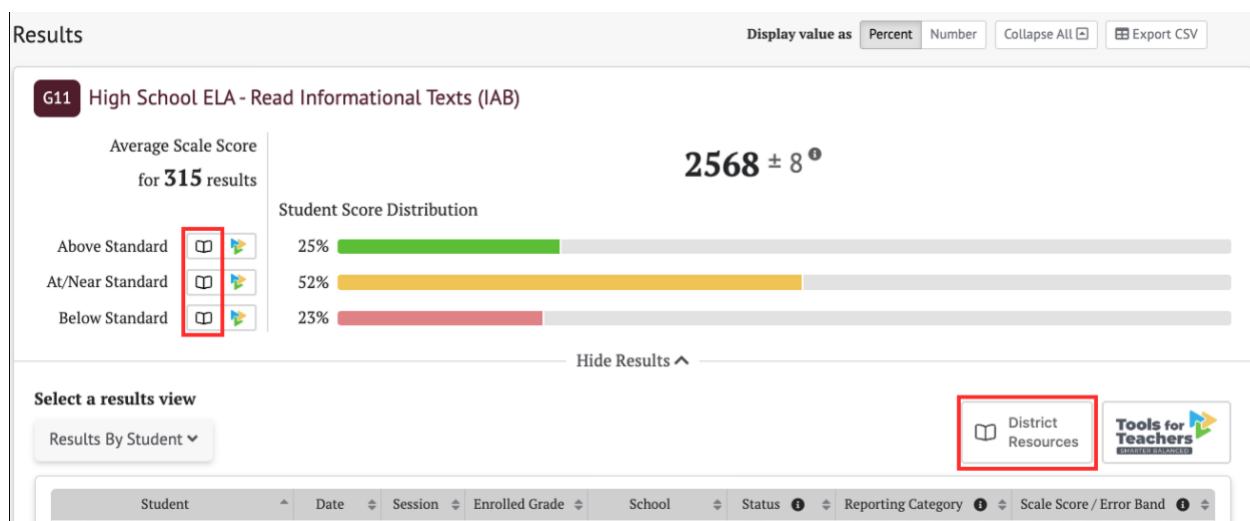 Results
Display value as Percent Number Collapse All Export CSV
G11 High School ELA - Read Informational Texts (IAB)
Average Scale Score
for 315 results
2568 ± 8
Student Score Distribution
Above Standard 25%
At/Near Standard 52%
Below Standard 23%
Hide Results
Select a results view
Results By Student
District
Resources
Tools for
Teachers
SMARTER BALANCED
Student Date Session Enrolled Grade School Status Reporting Category Scale Score / Error Band